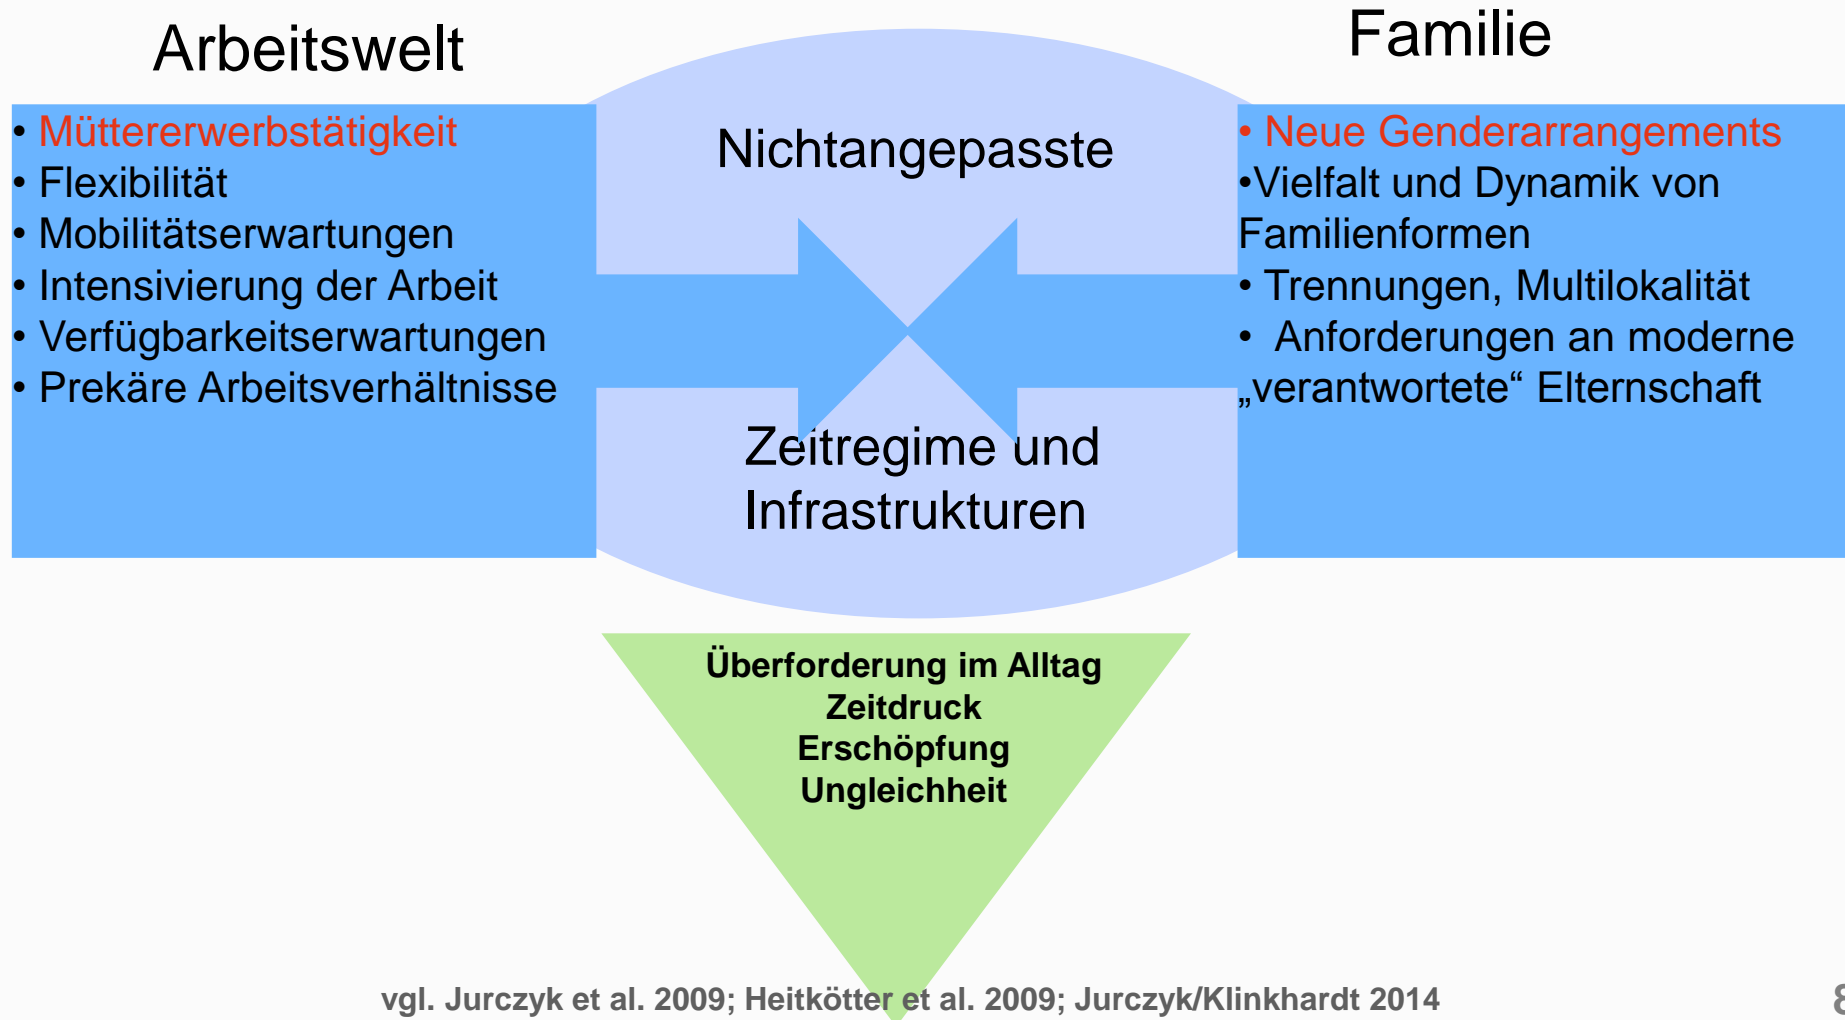 Arbeitswelt
• Müttererwerbstätigkeit
• Flexibilität
• Mobilitätserwartungen
• Intensivierung der Arbeit
• Verfügbarkeitserwartungen
• Prekäre Arbeitsverhältnisse
Nichtangepasste
Zeitregime und
Infrastrukturen
Familie
• Neue Genderarrangements
•Vielfalt und Dynamik von
Familienformen
• Trennungen, Multilokalität
• Anforderungen an moderne
„verantwortete“ Elternschaft
Überforderung im Alltag
Zeitdruck
Erschöpfung
Ungleichheit
vgl. Jurczyk et al. 2009; Heitkötter et al. 2009; Jurczyk/Klinkhardt 2014
8